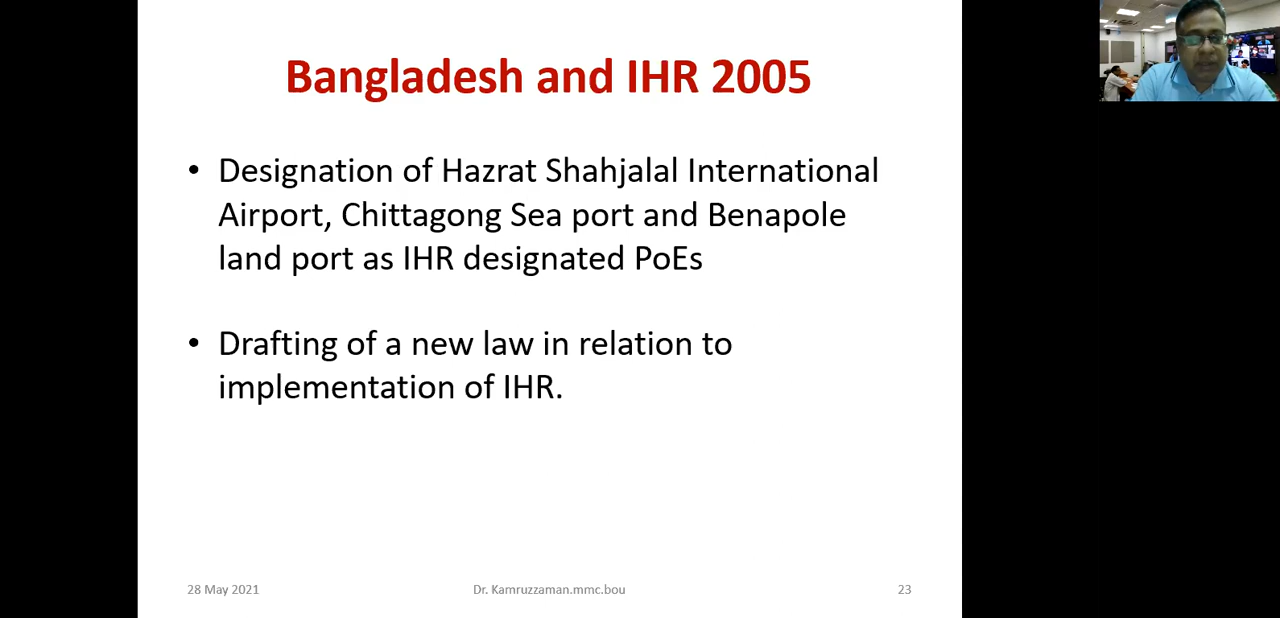 Bangladesh and IHR 2005
• Designation of Hazrat Shahjalal International
Airport, Chittagong Sea port and Benapole
land port as IHR designated PoEs
• Drafting of a new law in relation to
implementation of IHR.
28 May 2021
Dr. Kamruzzaman.mmc.bou
23